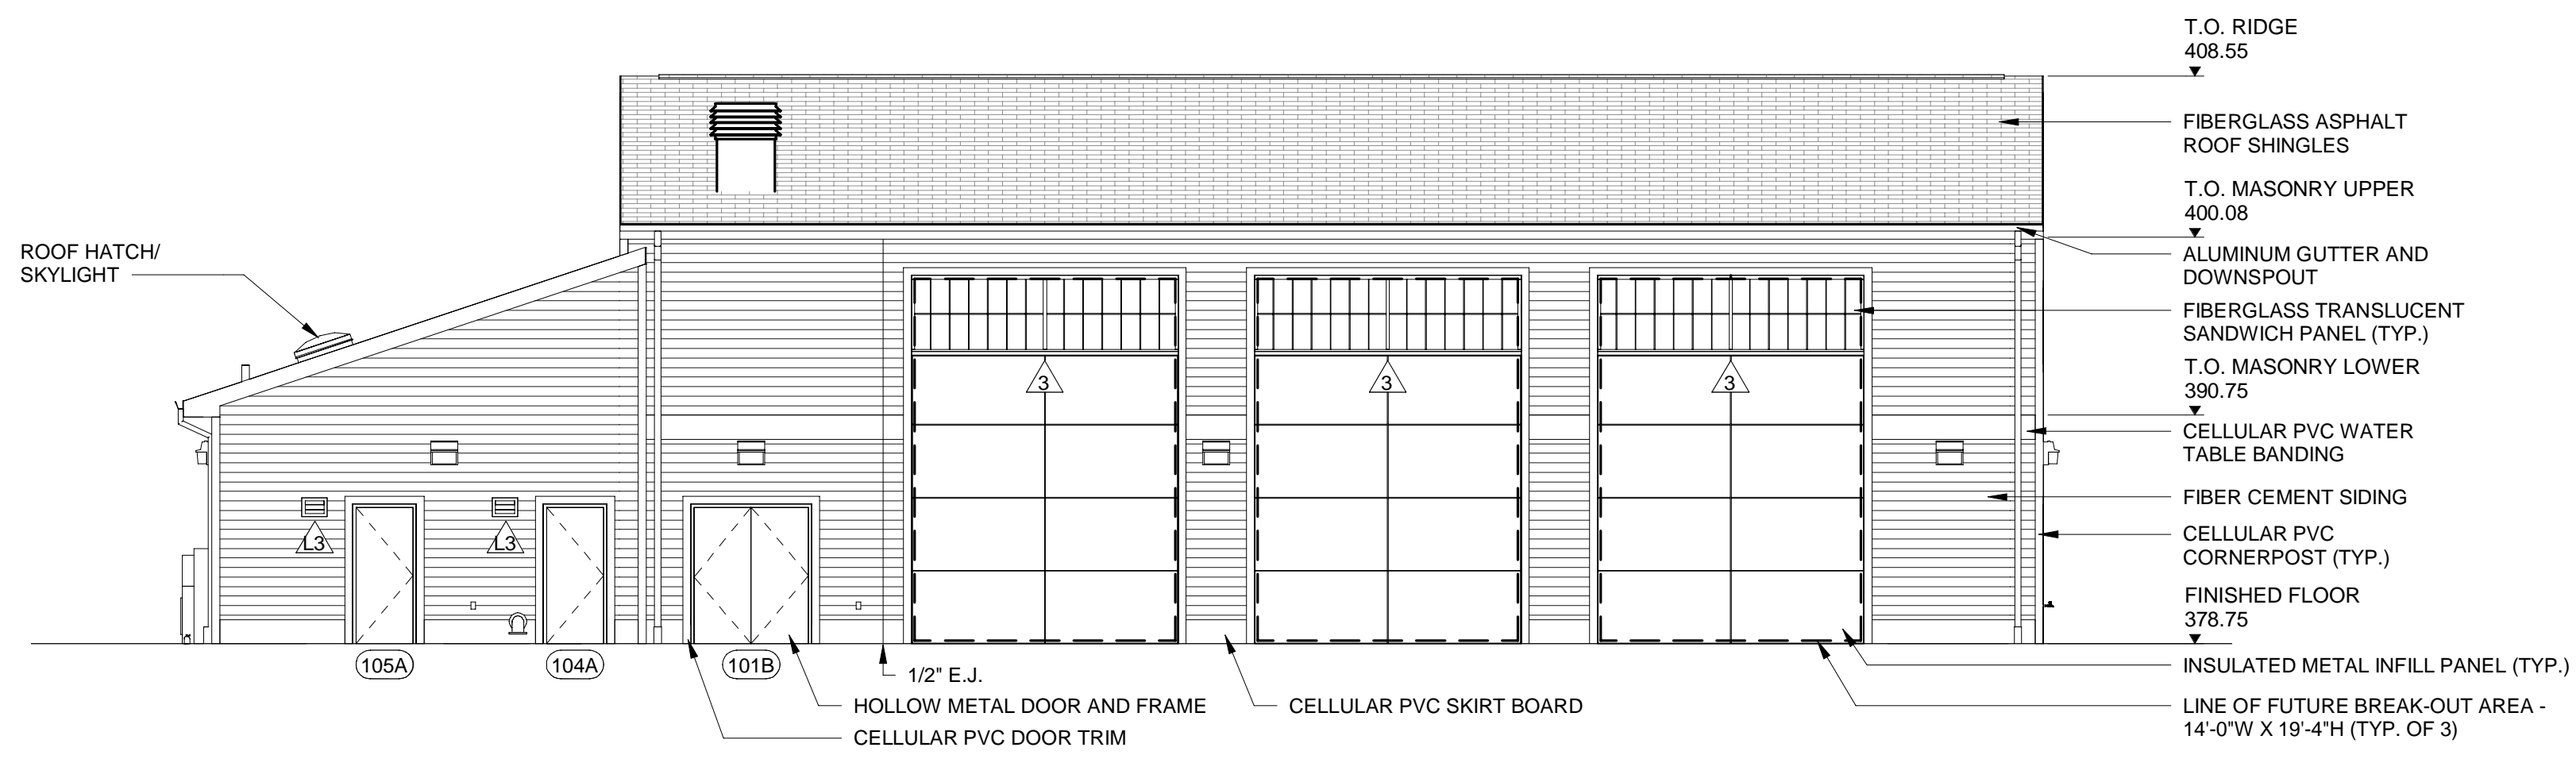 T.O. RIDGE
408.55
FIBERGLASS ASPHALT
ROOF SHINGLES
T.O. MASONRY UPPER
400.08
ROOF HATCH/
SKYLIGHT
ALUMINUM GUTTER AND
DOWNSPOUT
FIBERGLASS TRANSLUCENT
SANDWICH PANEL (TYP.)
T.O. MASONRY LOWER
390.75
3
3
3
CELLULAR PVC WATER
TABLE BANDING
FIBER CEMENT SIDING
L3
L3
CELLULAR PVC
CORNERPOST (TYP.)
FINISHED FLOOR
378.75
105A
104A
101B
1/2" E.J.
INSULATED METAL INFILL PANEL (TYP.)
HOLLOW METAL DOOR AND FRAME
CELLULAR PVC SKIRT BOARD
LINE OF FUTURE BREAK-OUT AREA -
14'-0"W X 19'-4"H (TYP. OF 3)
CELLULAR PVC DOOR TRIM